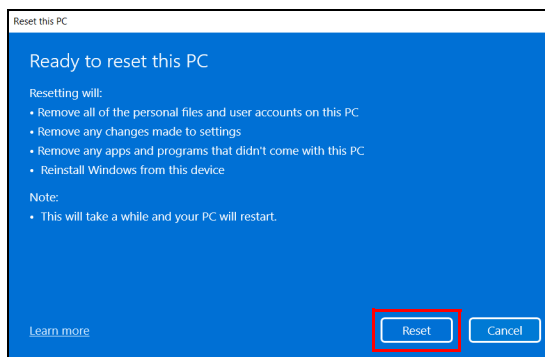 Reset this PC
Ready to reset this PC
Resetting will:
• Remove all of the personal files and user accounts on this PC
• Remove any changes made to settings
• Remove any apps and programs that didn't come with this PC
• Reinstall Windows from this device
Note:
• This will take a while and your PC will restart.
Learn more
Reset
Cancel